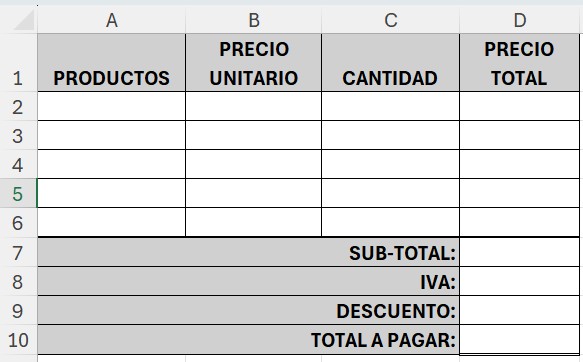 A B C D
1 PRODUCTOS PRECIO UNITARIO CANTIDAD PRECIO TOTAL
2
3
4
5
6
7 SUB-TOTAL:
8 IVA:
9 DESCUENTO:
10 TOTAL A PAGAR: